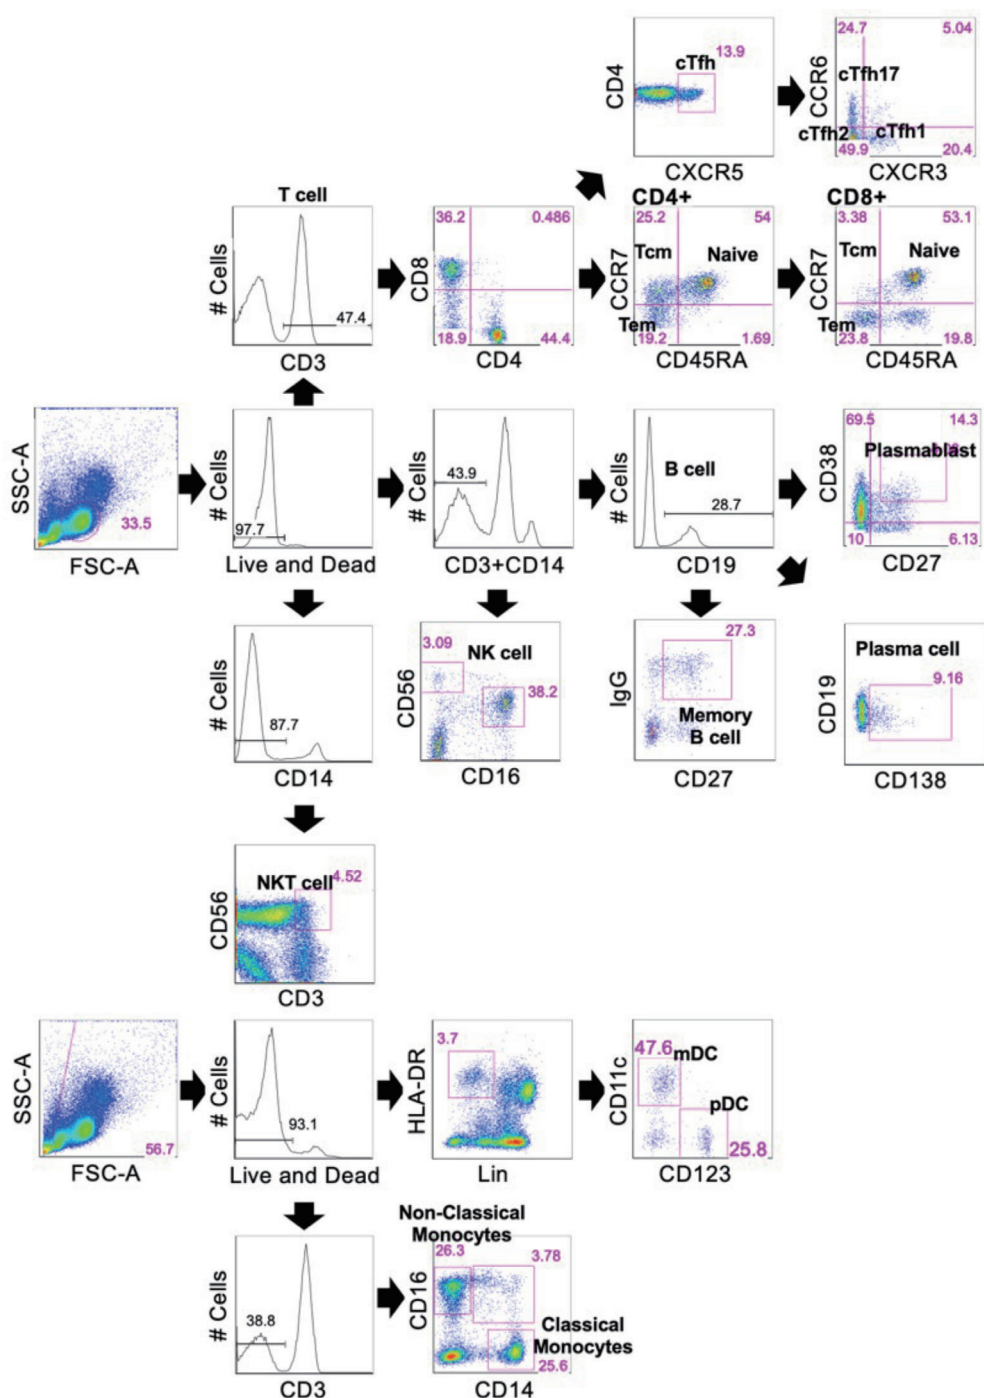 24.7 5.04
cTfh 13.9
CD4
CCR6
cTfh17
cTfh2 cTfh1
49.9 20.4
CXCR5 CXCR3
T cell CD4+ CD8+
36.2 0.486 25.2 54 3.38 53.1
# Cells
CD8
CCR7
Tcm Naive
CCR7
Tcm Naive
47.4
Tem Tem
18.9 44.4 19.2 1.69 23.8 19.8
CD3 CD4 CD45RA CD45RA
69.5 14.3
SSC-A
# Cells
# Cells
43.9
# Cells
B cell
28.7
CD38
Plasmablast
33.5
97.7
10 6.13
FSC-A Live and Dead CD3+CD14 CD19 CD27
3.09 27.3
# Cells
87.7
CD56
NK cell
38.2
IgG
Memory
B cell
CD19
Plasma cell
9.16
CD14 CD16 CD27 CD138
NKT cell 4.52
CD56
CD3
SSC-A
56.7
# Cells
93.1
HLA-DR
3.7
CD11c
47.6 mDC
pDC
25.8
FSC-A Live and Dead Lin CD123
Non-Classical
Monocytes
26.3 3.78
# Cells
38.8
CD16
Classical
Monocytes
25.6
CD3 CD14